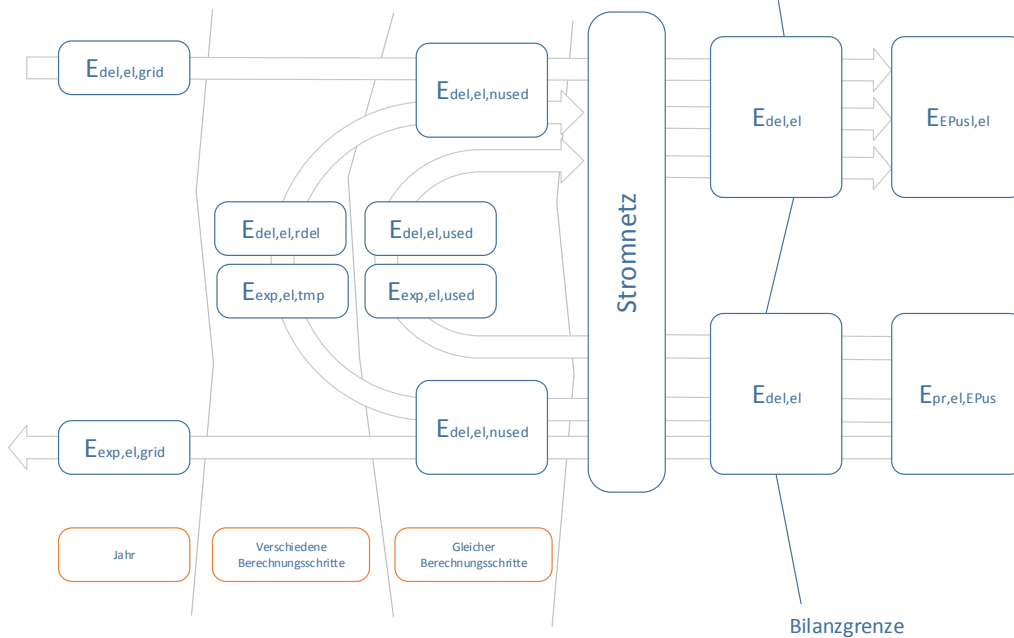 Edel,el,grid
Edel,el,nused
Edel,el
EEPusl,el
Edel,el,rdel
Edel,el,used
Eexp,el,tmp
Eexp,el,used
Stromnetz
Eexp,el,grid
Edel,el,nused
Edel,el
Epr,el,EPus
Jahr
Verschiedene
Berechnungsschritte
Gleicher
Berechnungsschritte
Bilanzgrenze